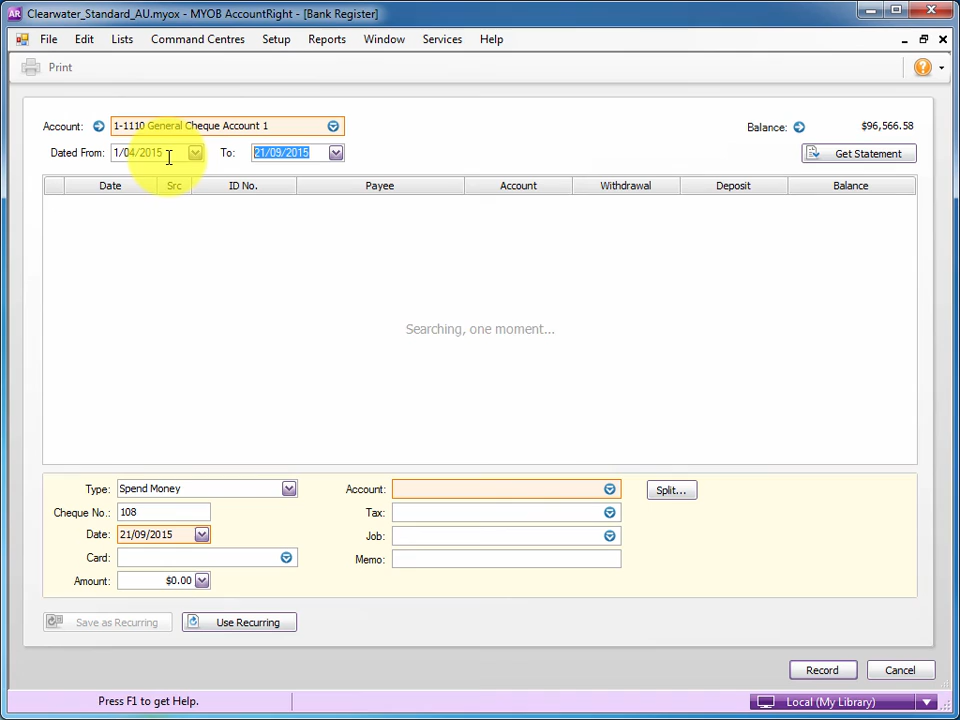 AR Clearwater_Standard_AU.myox - MYOB AccountRight - [Bank Register]
File Edit Lists Command Centres Setup Reports Window Services Help
Print
Account: 1-1110 General Cheque Account 1 Balance: $96,566.58
Dated From: 1/04/2015 To: 21/09/2015 Get Statement
Date Src ID No. Payee Account Withdrawal Deposit Balance
Searching, one moment...
Type: Spend Money Account: Split...
Cheque No.: 108 Tax:
Date: 21/09/2015 Job:
Card: Memo:
Amount: $0.00
Save as Recurring Use Recurring
Record Cancel
Press F1 to get Help. Local (My Library)